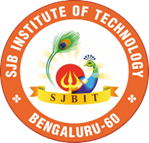 SJB INSTITUTE OF TECHNOLOGY
SJBIT
BENGALURU-60